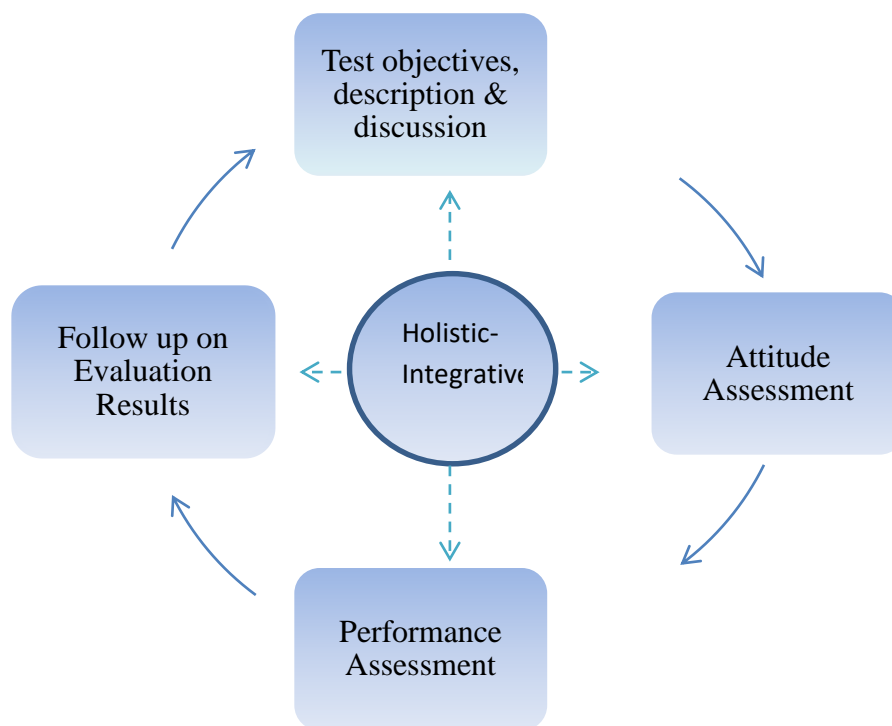 Test objectives,
description &
discussion
Holistic-
Integrative
Follow up on
Evaluation
Results
Attitude
Assessment
Performance
Assessment